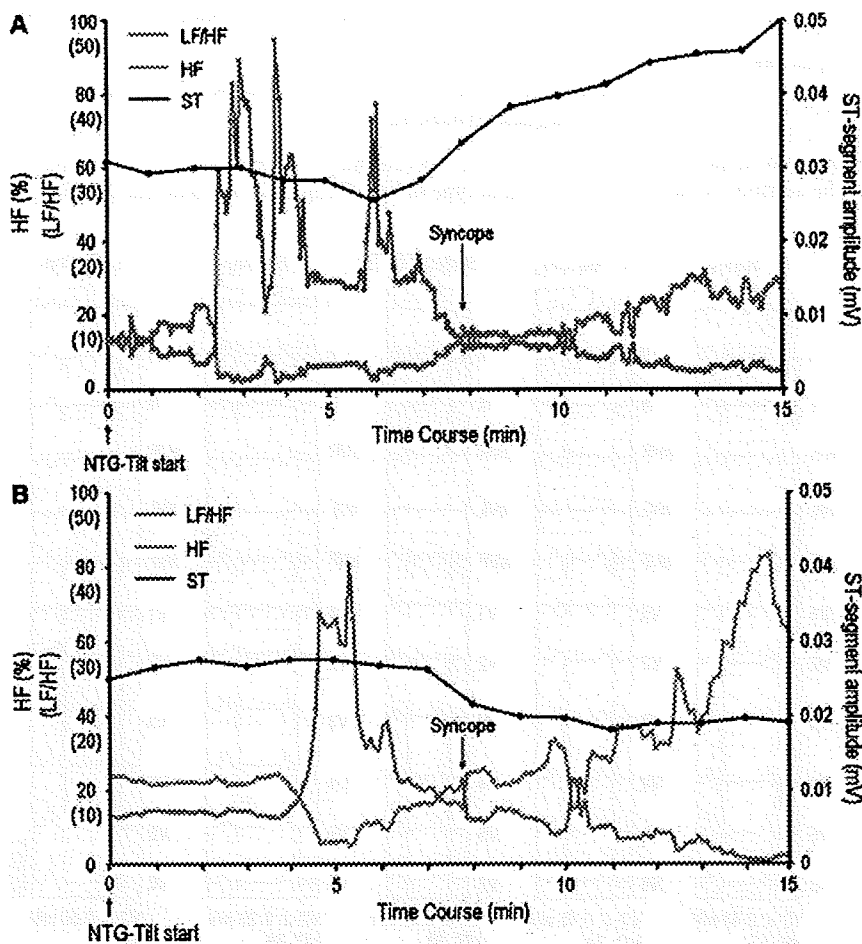 A
100
(50)
80
(40)
60
(30)
40
(20)
20
(10)
0
HF (%)
(LF/HF)
LF/HF
HF
ST
Syncope
0.05
0.04
0.03
0.02
0.01
0
ST-segment amplitude (mV)
0 5 10 15
Time Course (min)
NTG-Tilt start
B
100
(50)
80
(40)
60
(30)
40
(20)
20
(10)
0
HF (%)
(LF/HF)
LF/HF
HF
ST
Syncope
0.05
0.04
0.03
0.02
0.01
0
ST-segment amplitude (mV)
0 5 10 15
Time Course (min)
NTG-Tilt start